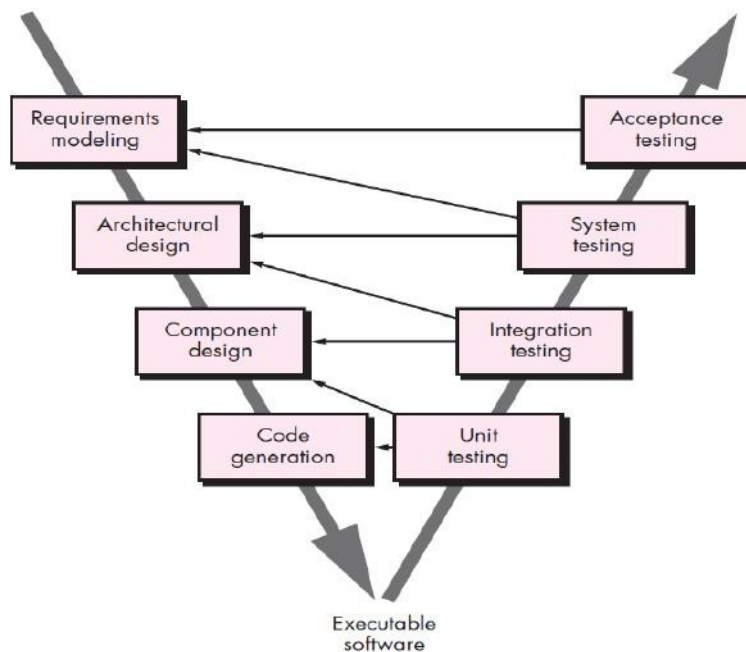 Requirements
modeling
Acceptance
testing
Architectural
design
System
testing
Component
design
Integration
testing
Code
generation
Unit
testing
Executable
software